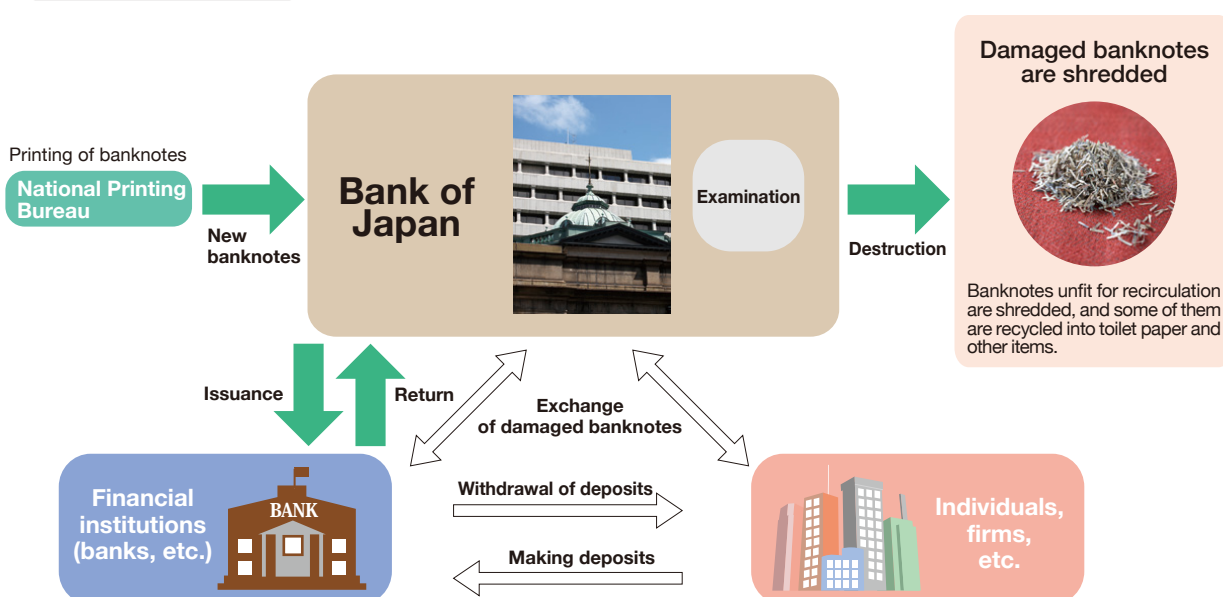 Printing of banknotes
National Printing
Bureau
New
banknotes
Bank of
Japan
Examination
Destruction
Damaged banknotes
are shredded
Banknotes unfit for recirculation
are shredded, and some of them
are recycled into toilet paper and
other items.
Issuance
Return
Exchange
of damaged banknotes
Financial
institutions
(banks, etc.)
BANK
Withdrawal of deposits
Making deposits
Individuals,
firms,
etc.